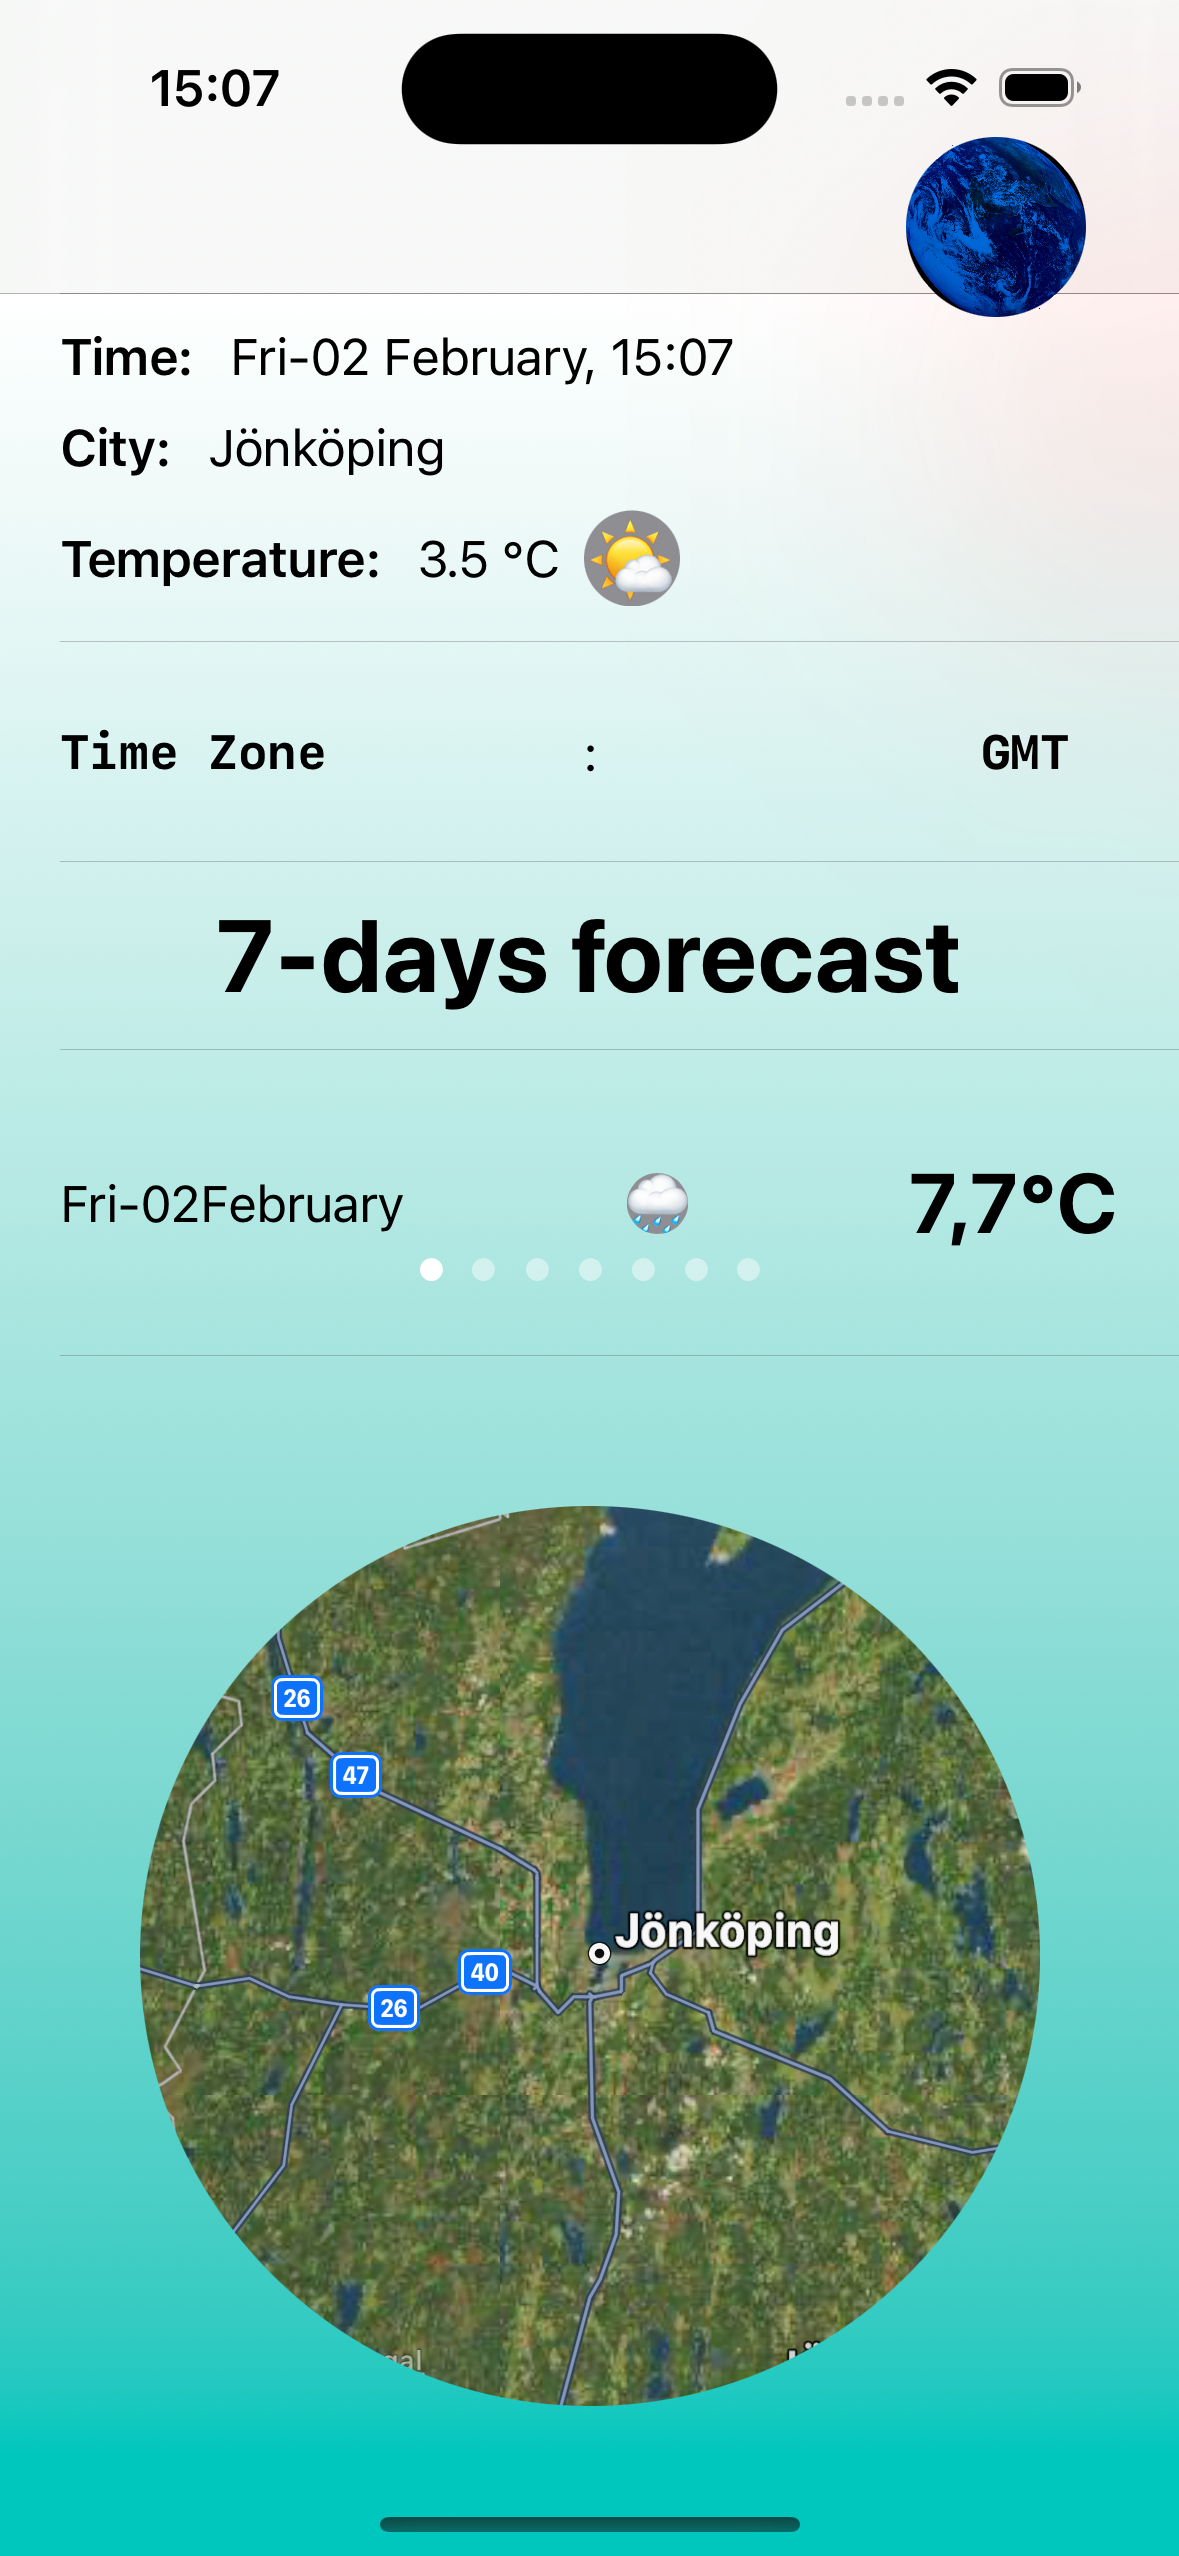 15:07
Time: Fri-02 February, 15:07
City: Jönköping
Temperature: 3.5 °C
Time Zone : GMT
7-days forecast
Fri-02February 7,7°C
26
47
Jönköping
40
26